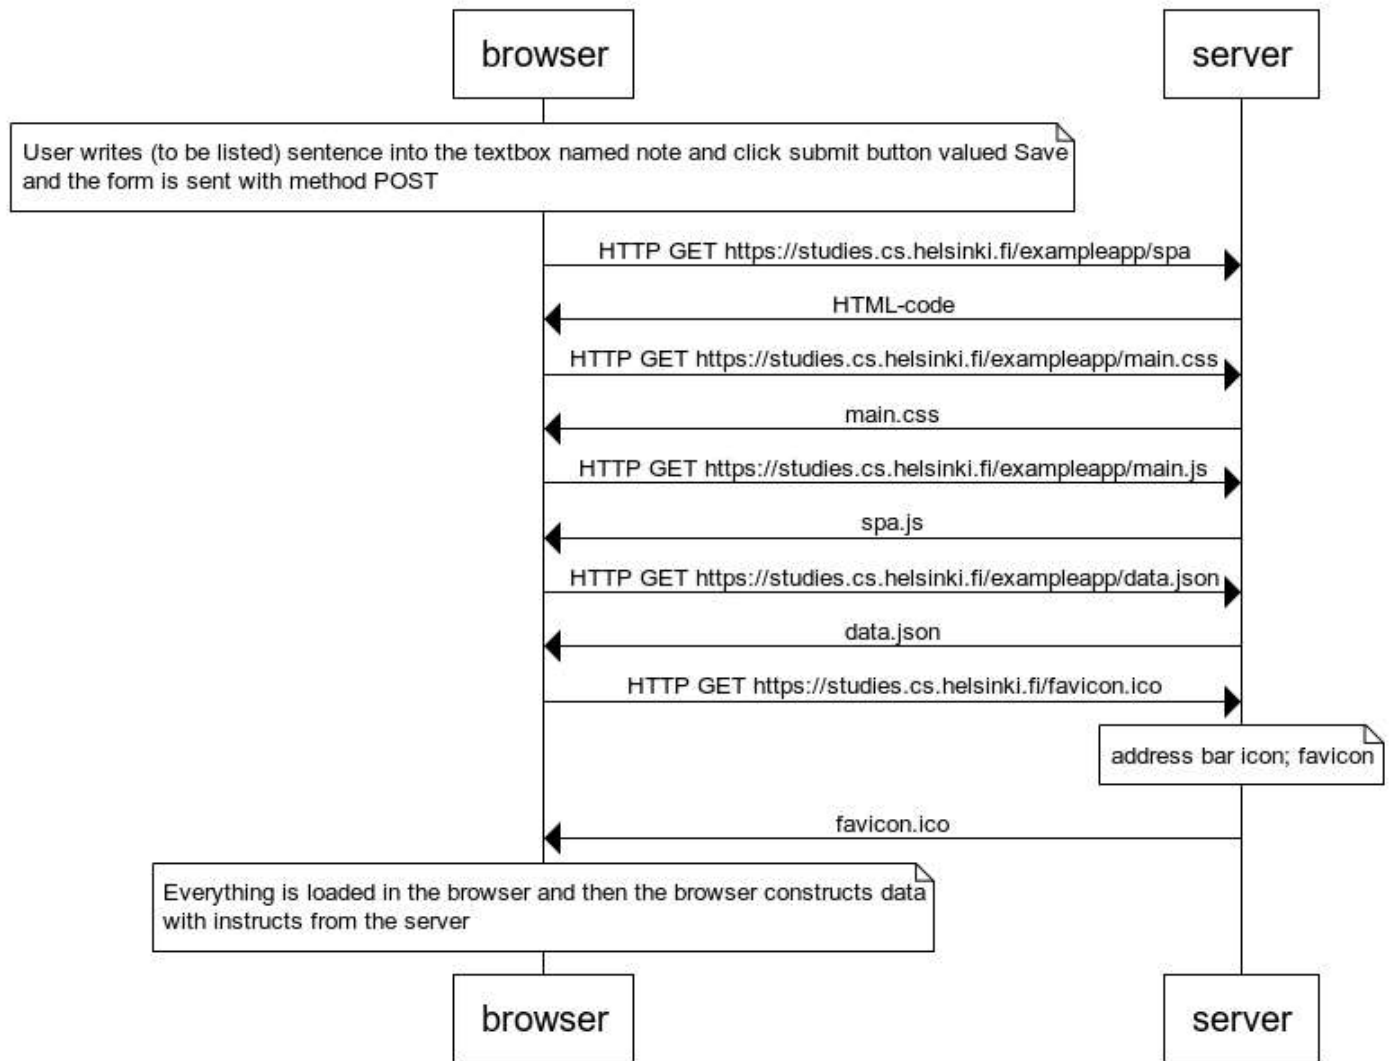 browser
server
User writes (to be listed) sentence into the textbox named note and click submit button valued Save
and the form is sent with method POST
HTTP GET https://studies.cs.helsinki.fi/exampleapp/spa
HTML-code
HTTP GET https://studies.cs.helsinki.fi/exampleapp/main.css
main.css
HTTP GET https://studies.cs.helsinki.fi/exampleapp/main.js
spa.js
HTTP GET https://studies.cs.helsinki.fi/exampleapp/data.json
data.json
HTTP GET https://studies.cs.helsinki.fi/favicon.ico
address bar icon; favicon
favicon.ico
Everything is loaded in the browser and then the browser constructs data
with instructs from the server
browser
server